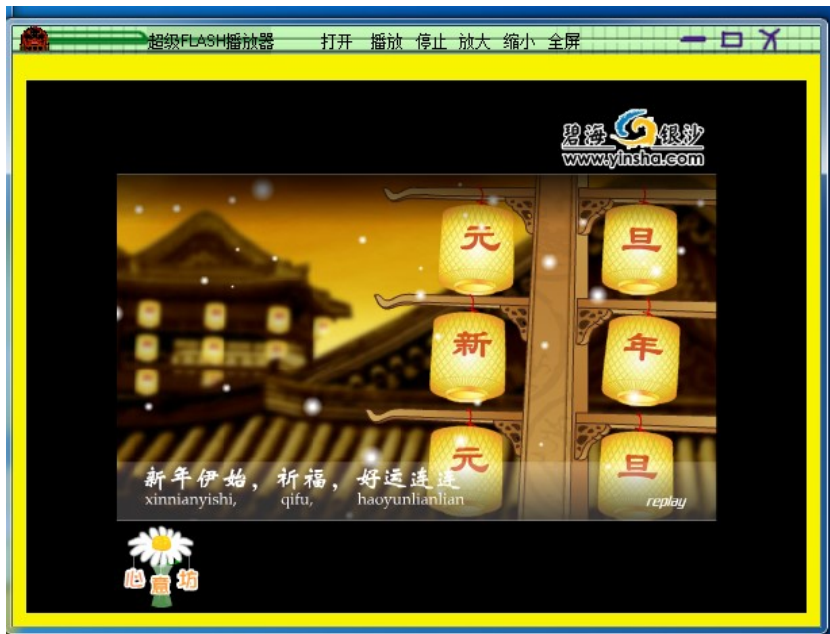 超级FLASH播放器 打开 播放 停止 放大 缩小 全屏
碧海银沙
www.yinsha.com
元 旦
新 年
元 旦
新年伊始，祈福，好运连连
xinnianyishi, qifu, haoyunlianlian
replay
心意坊